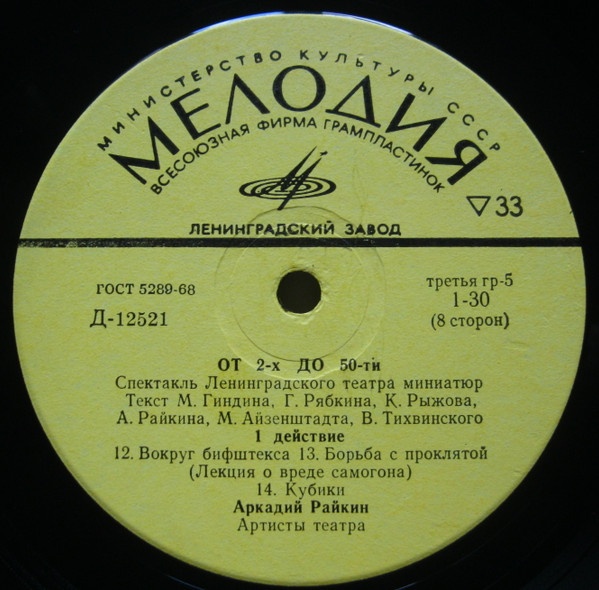 МИНИСТЕРСТВО КУЛЬТУРЫ СССР
МЕЛОДИЯ
ВСЕСОЮЗНАЯ ФИРМА ГРАМПЛАСТИНОК
▽33
ЛЕНИНГРАДСКИЙ ЗАВОД
ГОСТ 5289-68
третья гр-5
Д-12521
1-30
(8 сторон)
ОТ 2-х ДО 50-ти
Спектакль Ленинградского театра миниатюр
Текст М. Гиндина, Г. Рябкина, К. Рыжова,
А. Райкина, М. Айзенштадта, В. Тихвинского
1 действие
12. Вокруг бифштекса 13. Борьба с проклятой
(Лекция о вреде самогона)
14. Кубики
Аркадий Райкин
Артисты театра